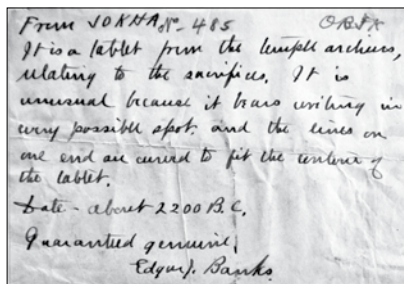 From JOKHA No- 485
It is a tablet from the temple archives,
relating to the sacrifices. It is
unusual because it bears writing in
every possible spot. and the lines on
one end are curved to fit the contour of
the tablet.
Date - about 2200 B.C.
Guaranteed genuine,
Edgar J. Banks